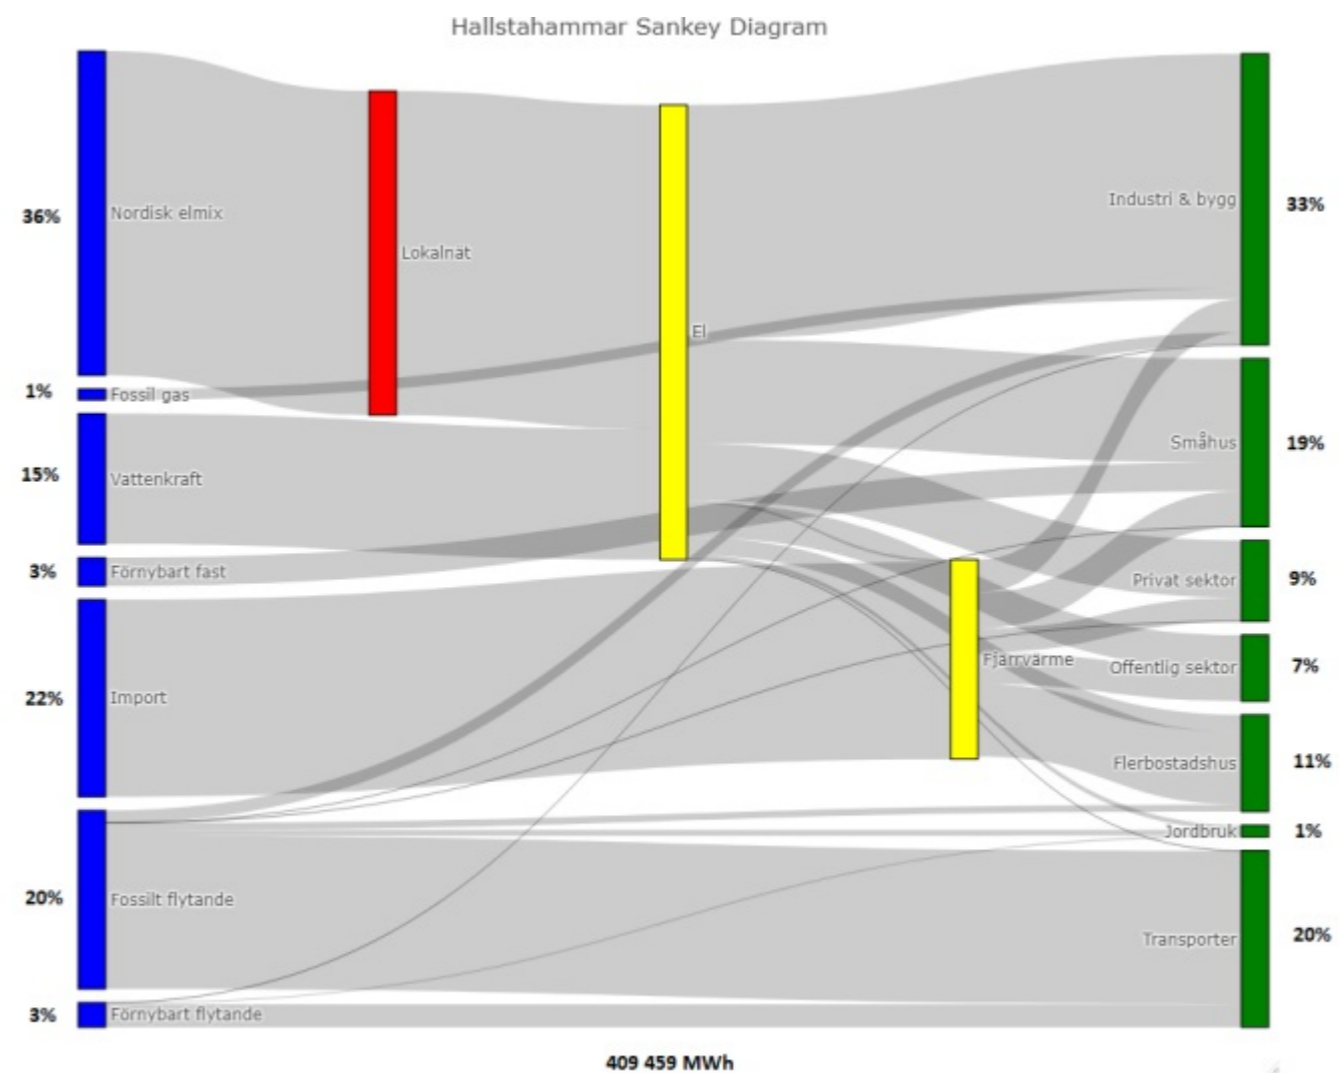 Hallstahammar Sankey Diagram
36%
Nordisk elmix
Lokalnät
El
Industri & bygg
33%
1%
Fossil gas
15%
Vattenkraft
Småhus
19%
3%
Förnybart fast
Privat sektor
9%
22%
Import
Fjärrvärme
Offentlig sektor
7%
Flerbostadshus
11%
Jordbruk
1%
20%
Fossilt flytande
Transporter
20%
3%
Förnybart flytande
409 459 MWh